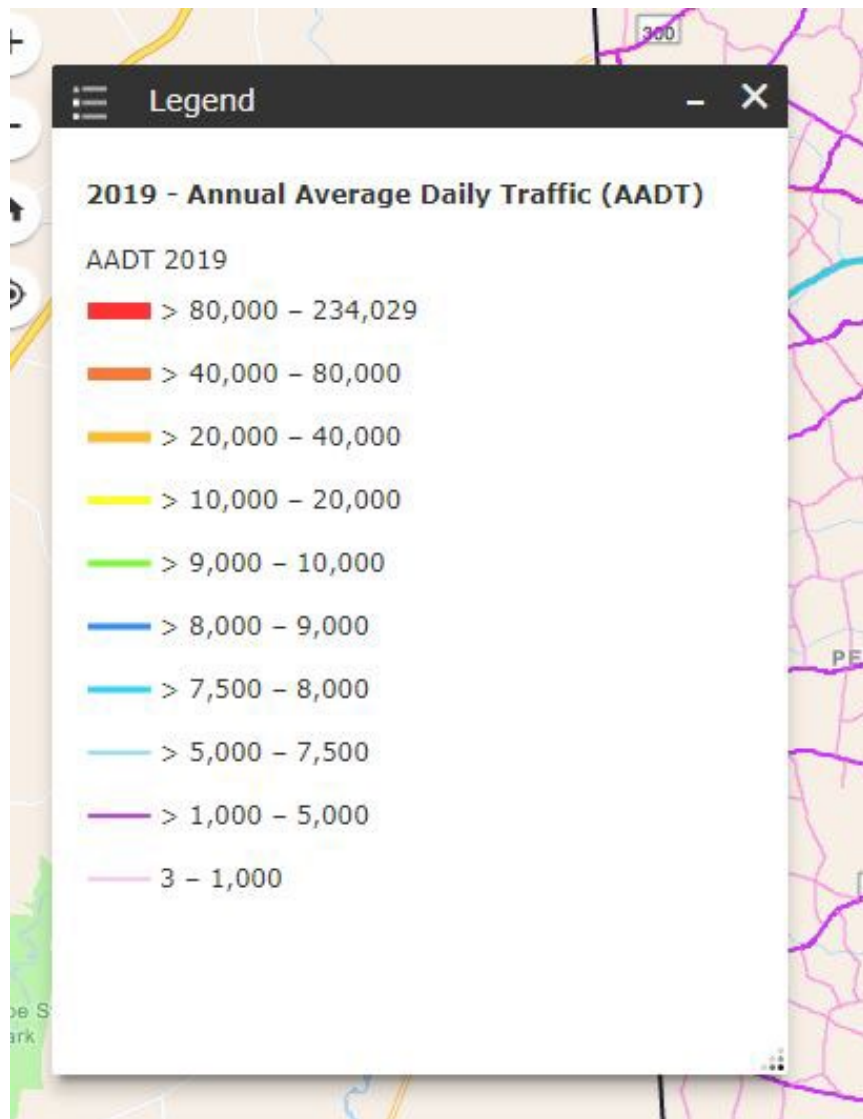 300
Legend
2019 - Annual Average Daily Traffic (AADT)
AADT 2019
> 80,000 – 234,029
> 40,000 – 80,000
> 20,000 – 40,000
> 10,000 – 20,000
> 9,000 – 10,000
> 8,000 – 9,000
> 7,500 – 8,000
> 5,000 – 7,500
> 1,000 – 5,000
3 – 1,000